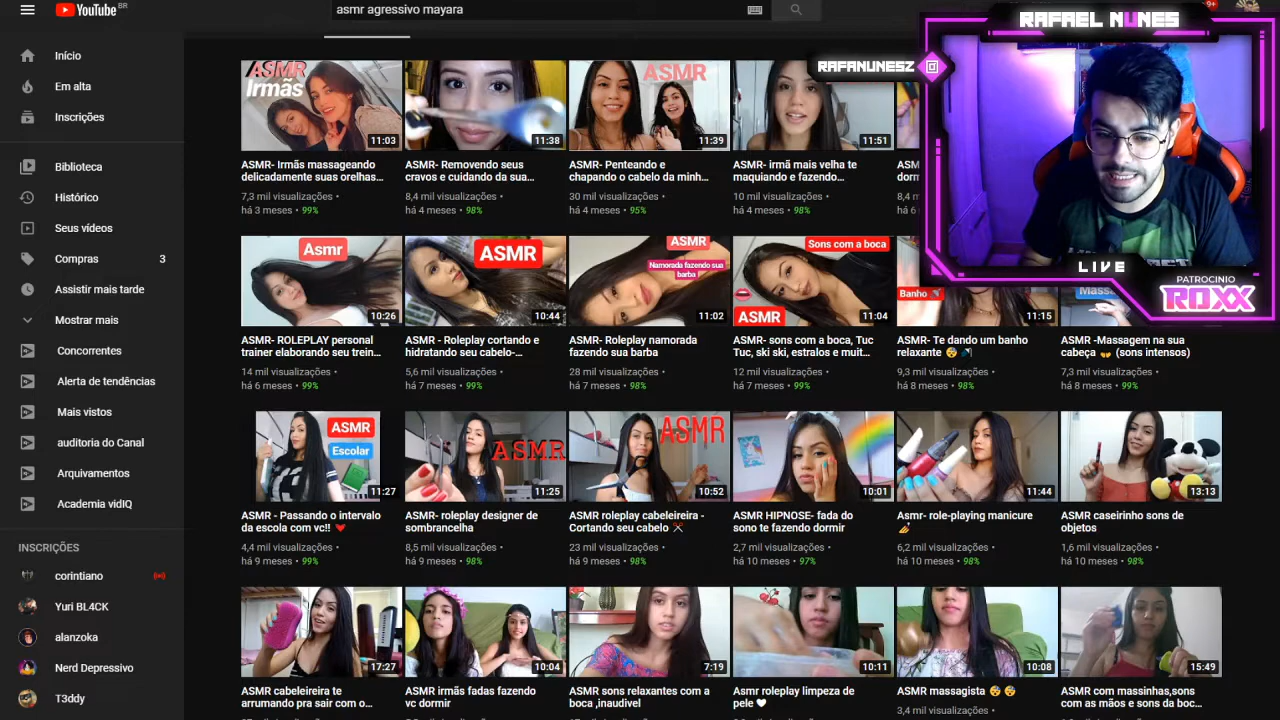 YouTube BR
asmr agressivo mayara
9+
RAFAEL NUNES
RAFANUNESZ
LIVE
PATROCINIO
ROXX
Início
Em alta
Inscrições
Biblioteca
Histórico
Seus vídeos
Compras 3
Assistir mais tarde
Mostrar mais
Concorrentes
Alerta de tendências
Mais vistos
auditoria do Canal
Arquivamentos
Academia vidIQ
INSCRIÇÕES
corintiano
Yuri BL4CK
alanzoka
Nerd Depressivo
T3ddy
ASMR
Irmãs
11:03
11:38
ASMR
11:39
11:51
ASMR- Irmãs massageando
delicadamente suas orelhas...
7,3 mil visualizações •
há 3 meses • 99%
ASMR- Removendo seus
cravos e cuidando da sua...
8,4 mil visualizações •
há 4 meses • 98%
ASMR- Penteando e
chapando o cabelo da minh...
30 mil visualizações •
há 4 meses • 95%
ASMR- irmã mais velha te
maquiando e fazendo...
10 mil visualizações •
há 4 meses • 98%
Asmr
10:26
ASMR
10:44
ASMR
Namorada fazendo sua
barba
11:02
Sons com a boca
ASMR
11:04
Banho
11:15
ASMR- ROLEPLAY personal
trainer elaborando seu trein...
14 mil visualizações •
há 6 meses • 99%
ASMR - Roleplay cortando e
hidratando seu cabelo-...
5,6 mil visualizações •
há 7 meses • 98%
ASMR- Roleplay namorada
fazendo sua barba
28 mil visualizações •
há 7 meses • 98%
ASMR- sons com a boca, Tuc
Tuc, ski ski, estralos e muit...
12 mil visualizações •
há 7 meses • 99%
ASMR- Te dando um banho
relaxante 😴🚿
9,3 mil visualizações •
há 8 meses • 98%
ASMR -Massagem na sua
cabeça 👐 (sons intensos)
7,3 mil visualizações •
há 8 meses • 99%
ASMR
Escolar
11:27
ASMR
11:25
ASMR
10:52
10:01
11:44
13:13
ASMR - Passando o intervalo
da escola com vc!! ❤
4,4 mil visualizações •
há 9 meses • 99%
ASMR- roleplay designer de
sombrancelha
8,5 mil visualizações •
há 9 meses • 98%
ASMR roleplay cabeleireira -
Cortando seu cabelo ✂
23 mil visualizações •
há 9 meses • 98%
ASMR HIPNOSE- fada do
sono te fazendo dormir
2,7 mil visualizações •
há 10 meses • 97%
Asmr- role-playing manicure
💅
6,2 mil visualizações •
há 10 meses • 98%
ASMR caseirinho sons de
objetos
1,6 mil visualizações •
há 10 meses • 98%
17:27
10:04
7:19
10:11
10:08
15:49
ASMR cabeleireira te
arrumando pra sair com o...
ASMR irmãs fadas fazendo
vc dormir
ASMR sons relaxantes com a
boca ,inaudivel
Asmr roleplay limpeza de
pele ♥
ASMR massagista 😴😴
3,4 mil visualizações •
ASMR com massinhas,sons
com as mãos e sons da boc...